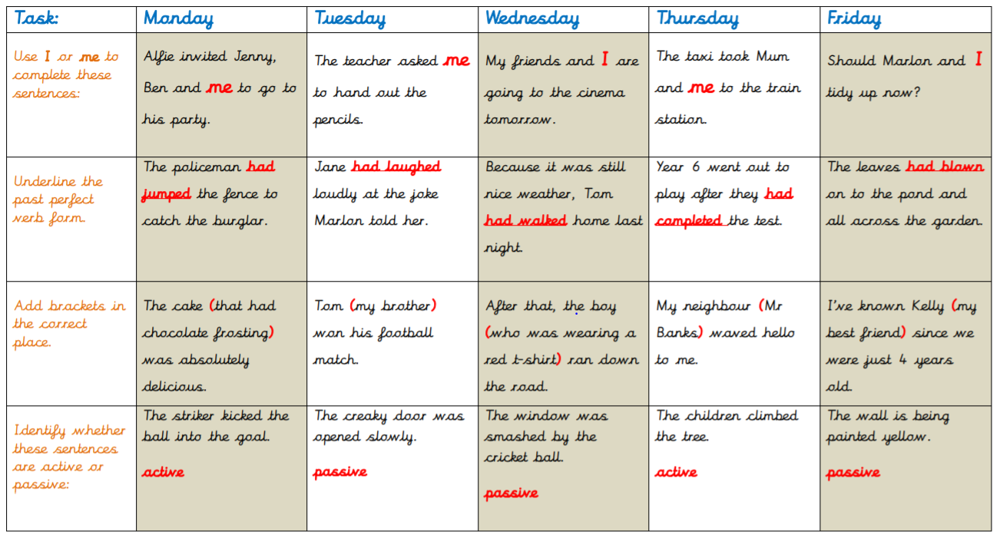 Task:
Monday
Tuesday
Wednesday
Thursday
Friday
Use I or me to
complete these
sentences:
Alfie invited Jenny,
Ben and me to go to
his party.
The teacher asked me
to hand out the
pencils.
My friends and I are
going to the cinema
tomorrow.
The taxi took Mum
and me to the train
station.
Should Marlon and I
tidy up now?
Underline the
past perfect
verb form.
The policeman had
jumped the fence to
catch the burglar.
Jane had laughed
loudly at the joke
Marlon told her.
Because it was still
nice weather, Tom
had walked home last
night.
Year 6 went out to
play after they had
completed the test.
The leaves had blown
on to the pond and
all across the garden.
Add brackets in
the correct
place.
The cake (that had
chocolate frosting)
was absolutely
delicious.
Tom (my brother)
won his football
match.
After that, the boy
(who was wearing a
red t-shirt) ran down
the road.
My neighbour (Mr
Banks) waved hello
to me.
I've known Kelly (my
best friend) since we
were just 4 years
old.
Identify whether
these sentences
are active or
passive:
The striker kicked the
ball into the goal.
active
The creaky door was
opened slowly.
passive
The window was
smashed by the
cricket ball.
passive
The children climbed
the tree.
active
The wall is being
painted yellow.
passive